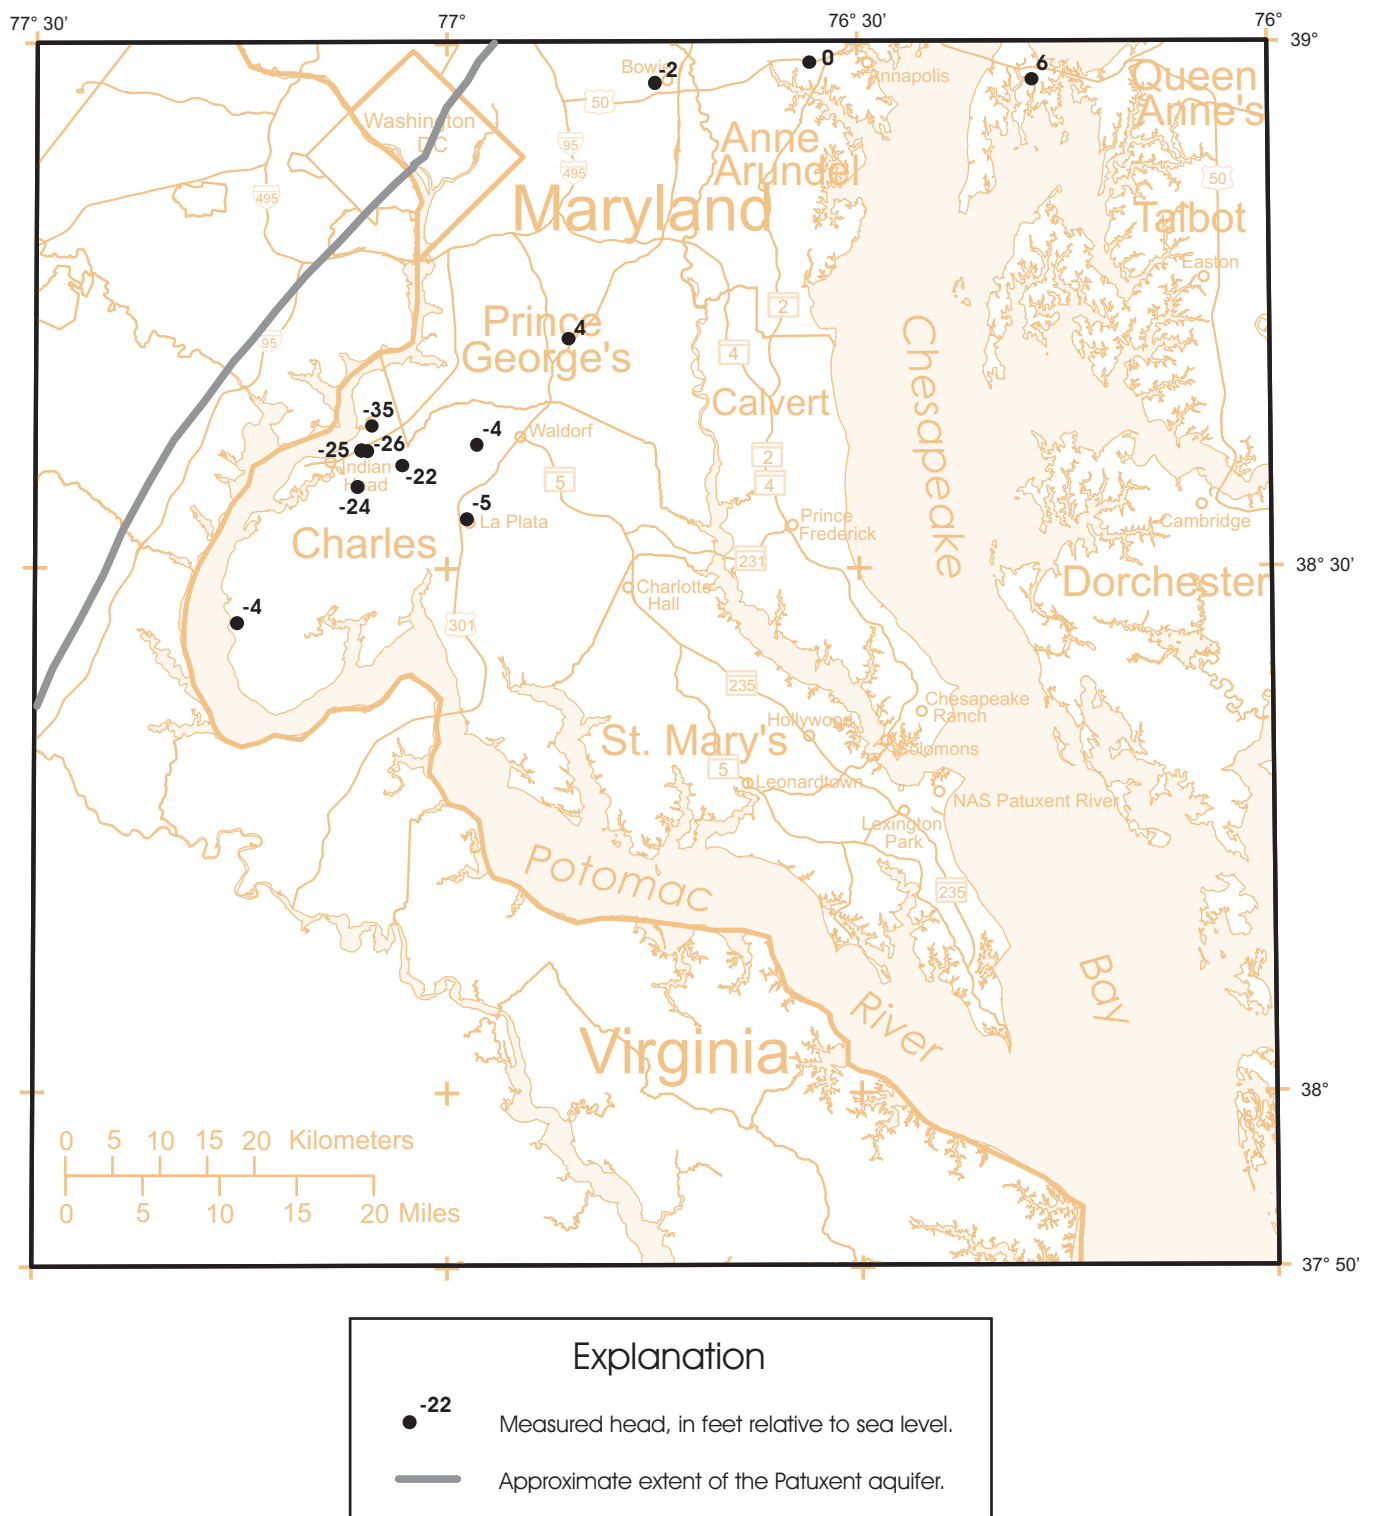 77° 30’
77°
76° 30’
76°
39°
Bowie
-2
0
Annapolis
6
Queen
Anne's
50
Washington
DC
95
Anne
Arundel
495
495
50
Maryland
Talbot
Easton
2
Prince
George's
4
95
4
Chesapeake
Calvert
-35
-25
-26
-4
Waldorf
Indian
Head
-22
-24
2
4
5
-5
La Plata
Prince
Frederick
Cambridge
Charles
231
38° 30’
Dorchester
Charlotte
Hall
-4
301
235
Chesapeake
Ranch
Hollywood
St. Mary's
Solomons
5
Leonardtown
NAS Patuxent River
Lexington
Park
Potomac
235
Bay
River
Virginia
38°
0 5 10 15 20 Kilometers
0 5 10 15 20 Miles
37° 50’
Explanation
-22
Measured head, in feet relative to sea level.
Approximate extent of the Patuxent aquifer.